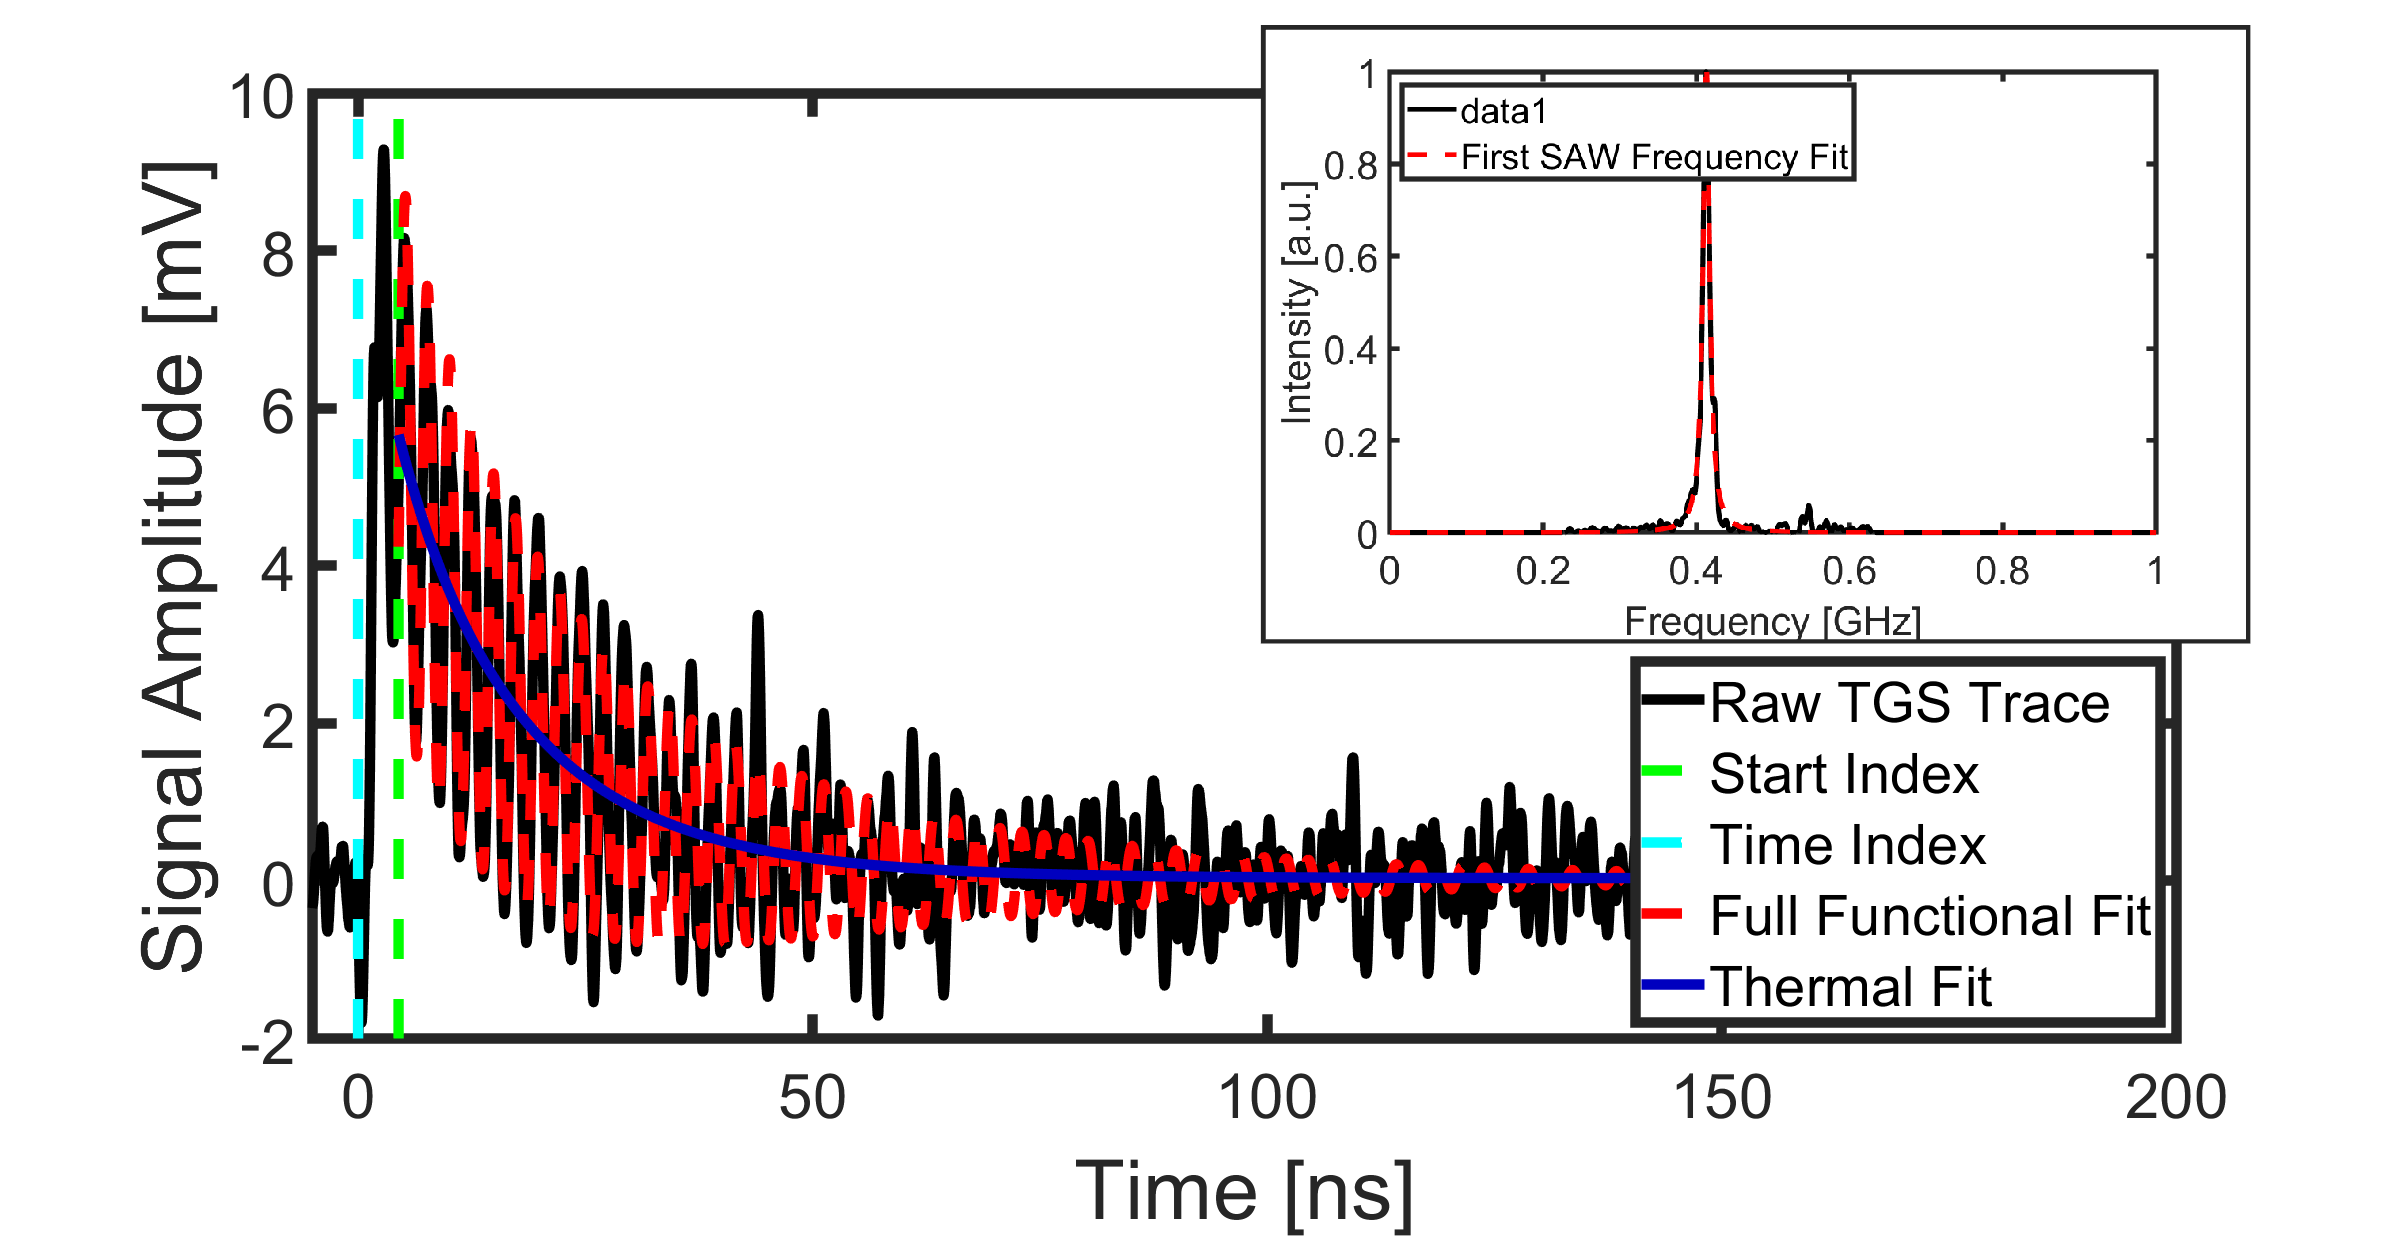 10
8
6
4
2
0
-2
Signal Amplitude [mV]
0
50
100
150
200
Time [ns]
1
0.8
0.6
0.4
0.2
0
Intensity [a.u.]
data1
First SAW Frequency Fit
0
0.2
0.4
0.6
0.8
1
Frequency [GHz]
Raw TGS Trace
Start Index
Time Index
Full Functional Fit
Thermal Fit